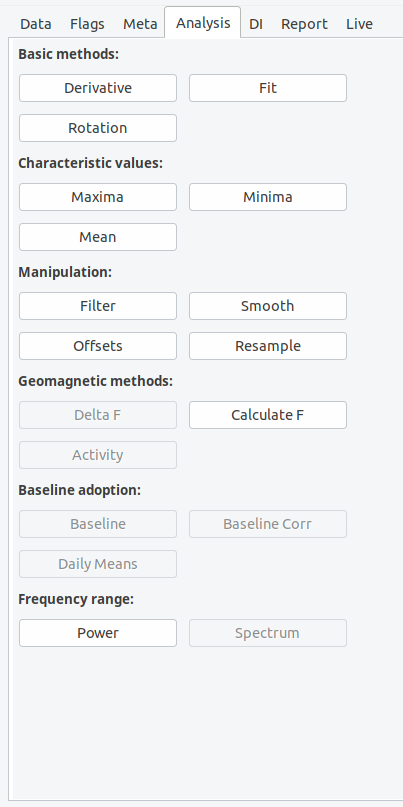 Data Flags Meta Analysis DI Report Live
Basic methods:
Derivative Fit
Rotation
Characteristic values:
Maxima Minima
Mean
Manipulation:
Filter Smooth
Offsets Resample
Geomagnetic methods:
Delta F Calculate F
Activity
Baseline adoption:
Baseline Baseline Corr
Daily Means
Frequency range:
Power Spectrum